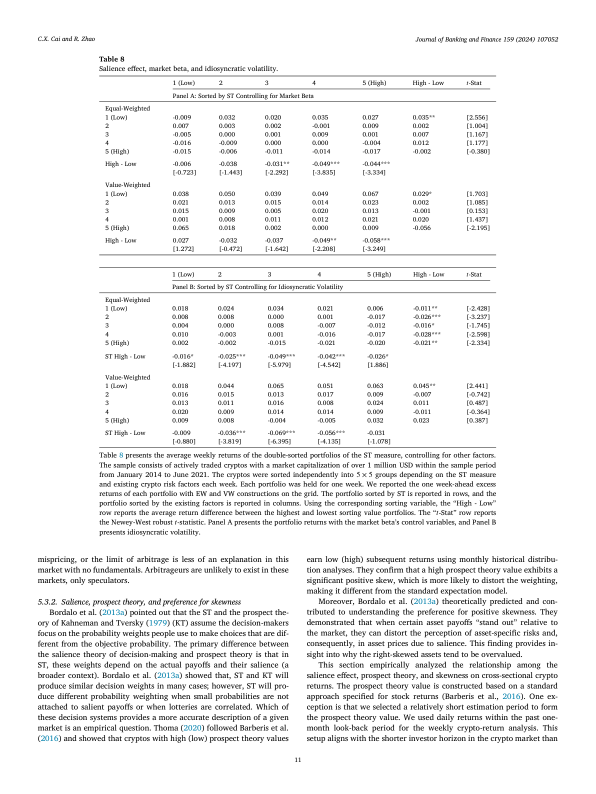 C.X. Cai and R. Zhao
Journal of Banking and Finance 159 (2024) 107052
Table 8
Salience effect, market beta, and idiosyncratic volatility.
1 (Low) 2 3 4 5 (High) High - Low t-Stat
Panel A: Sorted by ST Controlling for Market Beta
Equal-Weighted
1 (Low) -0.009 0.032 0.020 0.035 0.027 0.035** [2.556]
2 0.007 0.003 0.002 -0.001 0.009 0.002 [1.004]
3 -0.005 0.000 0.001 0.009 0.001 0.007 [1.167]
4 -0.016 -0.009 0.000 0.000 -0.004 0.012 [1.177]
5 (High) -0.015 -0.006 -0.011 -0.014 -0.017 -0.002 [-0.380]
High - Low -0.006 -0.038 -0.031** -0.049*** -0.044***
[-0.723] [-1.443] [-2.292] [-3.835] [-3.334]
Value-Weighted
1 (Low) 0.038 0.050 0.039 0.049 0.067 0.029* [1.703]
2 0.021 0.013 0.015 0.014 0.023 0.002 [1.085]
3 0.015 0.009 0.005 0.020 0.013 -0.001 [0.153]
4 0.001 0.008 0.011 0.012 0.021 0.020 [1.437]
5 (High) 0.065 0.018 0.002 0.000 0.009 -0.056 [-2.195]
High - Low 0.027 -0.032 -0.037 -0.049** -0.058***
[1.272] [-0.472] [-1.642] [-2.208] [-3.249]
1 (Low) 2 3 4 5 (High) High - Low t-Stat
Panel B: Sorted by ST Controlling for Idiosyncratic Volatility
Equal-Weighted
1 (Low) 0.018 0.024 0.034 0.021 0.006 -0.011** [-2.428]
2 0.008 0.008 0.000 0.001 -0.017 -0.026*** [-3.237]
3 0.004 0.000 0.008 -0.007 -0.012 -0.016* [-1.745]
4 0.010 -0.003 0.001 -0.016 -0.017 -0.028*** [-2.598]
5 (High) 0.002 -0.002 -0.015 -0.021 -0.020 -0.021** [-2.334]
ST High - Low -0.016* -0.025*** -0.049*** -0.042*** -0.026*
[-1.882] [-4.197] [-5.979] [-4.542] [1.886]
Value-Weighted
1 (Low) 0.018 0.044 0.065 0.051 0.063 0.045** [2.441]
2 0.016 0.015 0.013 0.017 0.009 -0.007 [-0.742]
3 0.013 0.011 0.016 0.008 0.024 0.011 [0.487]
4 0.020 0.009 0.014 0.014 0.009 -0.011 [-0.364]
5 (High) 0.009 0.008 -0.004 -0.005 0.032 0.023 [0.387]
ST High - Low -0.009 -0.036*** -0.069*** -0.056*** -0.031
[-0.880] [-3.819] [-6.395] [-4.135] [-1.078]
Table 8 presents the average weekly returns of the double-sorted portfolios of the ST measure, controlling for other factors.
The sample consists of actively traded cryptos with a market capitalization of over 1 million USD within the sample period
from January 2014 to June 2021. The cryptos were sorted independently into 5 × 5 groups depending on the ST measure
and existing crypto risk factors each week. Each portfolio was held for one week. We reported the one week-ahead excess
returns of each portfolio with EW and VW constructions on the grid. The portfolio sorted by ST is reported in rows, and the
portfolio sorted by the existing factors is reported in columns. Using the corresponding sorting variable, the "High - Low"
row reports the average return difference between the highest and lowest sorting value portfolios. The "t-Stat" row reports
the Newey-West robust t-statistic. Panel A presents the portfolio returns with the market beta's control variables, and Panel B
presents idiosyncratic volatility.
mispricing, or the limit of arbitrage is less of an explanation in this
market with no fundamentals. Arbitrageurs are unlikely to exist in these
markets, only speculators.
5.3.2. Salience, prospect theory, and preference for skewness
Bordalo et al. (2013a) pointed out that the ST and the prospect the-
ory of Kahneman and Tversky (1979) (KT) assume the decision-makers
focus on the probability weights people use to make choices that are dif-
ferent from the objective probability. The primary difference between
the salience theory of decision-making and prospect theory is that in
ST, these weights depend on the actual payoffs and their salience (a
broader context). Bordalo et al. (2013a) showed that, ST and KT will
produce similar decision weights in many cases; however, ST will pro-
duce different probability weighting when small probabilities are not
attached to salient payoffs or when lotteries are correlated. Which of
these decision systems provides a more accurate description of a given
market is an empirical question. Thoma (2020) followed Barberis et al.
(2016) and showed that cryptos with high (low) prospect theory values
earn low (high) subsequent returns using monthly historical distribu-
tion analyses. They confirm that a high prospect theory value exhibits a
significant positive skew, which is more likely to distort the weighting,
making it different from the standard expectation model.
Moreover, Bordalo et al. (2013a) theoretically predicted and con-
tributed to understanding the preference for positive skewness. They
demonstrated that when certain asset payoffs "stand out" relative to
the market, they can distort the perception of asset-specific risks and,
consequently, in asset prices due to salience. This finding provides in-
sight into why the right-skewed assets tend to be overvalued.
This section empirically analyzed the relationship among the
salience effect, prospect theory, and skewness on cross-sectional crypto
returns. The prospect theory value is constructed based on a standard
approach specified for stock returns (Barberis et al., 2016). One ex-
ception is that we selected a relatively short estimation period to form
the prospect theory value. We used daily returns within the past one-
month look-back period for the weekly crypto-return analysis. This
setup aligns with the shorter investor horizon in the crypto market than
11